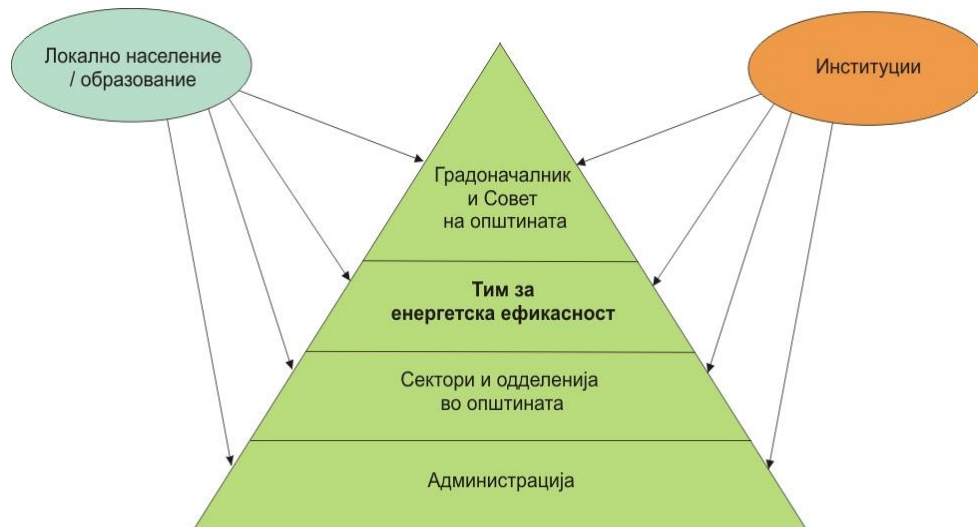 Локално население
/ образование
Институции
Градоначалник
и Совет
на општината
Тим за
енергетска ефикасност
Сектори и одделенија
во општината
Администрација